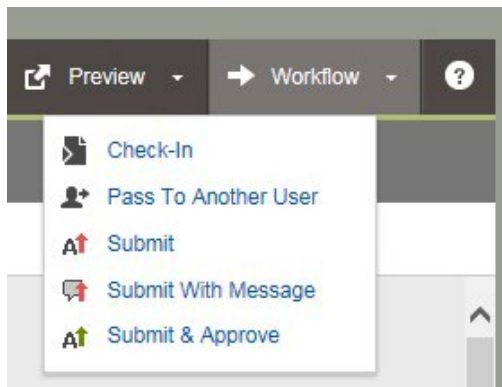 Preview
Workflow
?
Check-In
Pass To Another User
Submit
Submit With Message
Submit & Approve